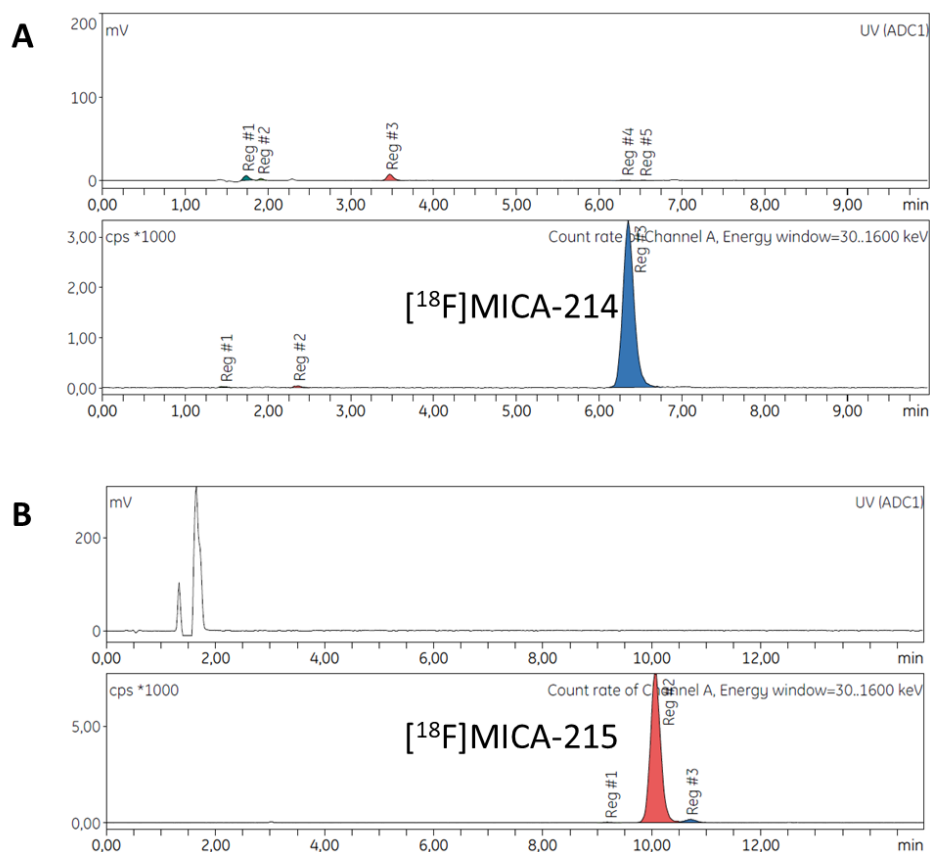 A
200
mV
UV (ADC1)
100
0
Reg #1
Reg #2
Reg #3
Reg #4
Reg #5
0,00 1,00 2,00 3,00 4,00 5,00 6,00 7,00 8,00 9,00 min
3,00
cps *1000
Count rate of Channel A, Energy window=30..1600 keV
2,00
1,00
0,00
[¹⁸F]MICA-214
Reg #1
Reg #2
Reg #3
0,00 1,00 2,00 3,00 4,00 5,00 6,00 7,00 8,00 9,00 min
B
mV
UV (ADC1)
200
0
0,00 2,00 4,00 6,00 8,00 10,00 12,00 min
cps *1000
Count rate of Channel A, Energy window=30..1600 keV
5,00
0,00
[¹⁸F]MICA-215
Reg #1
Reg #2
Reg #3
0,00 2,00 4,00 6,00 8,00 10,00 12,00 min